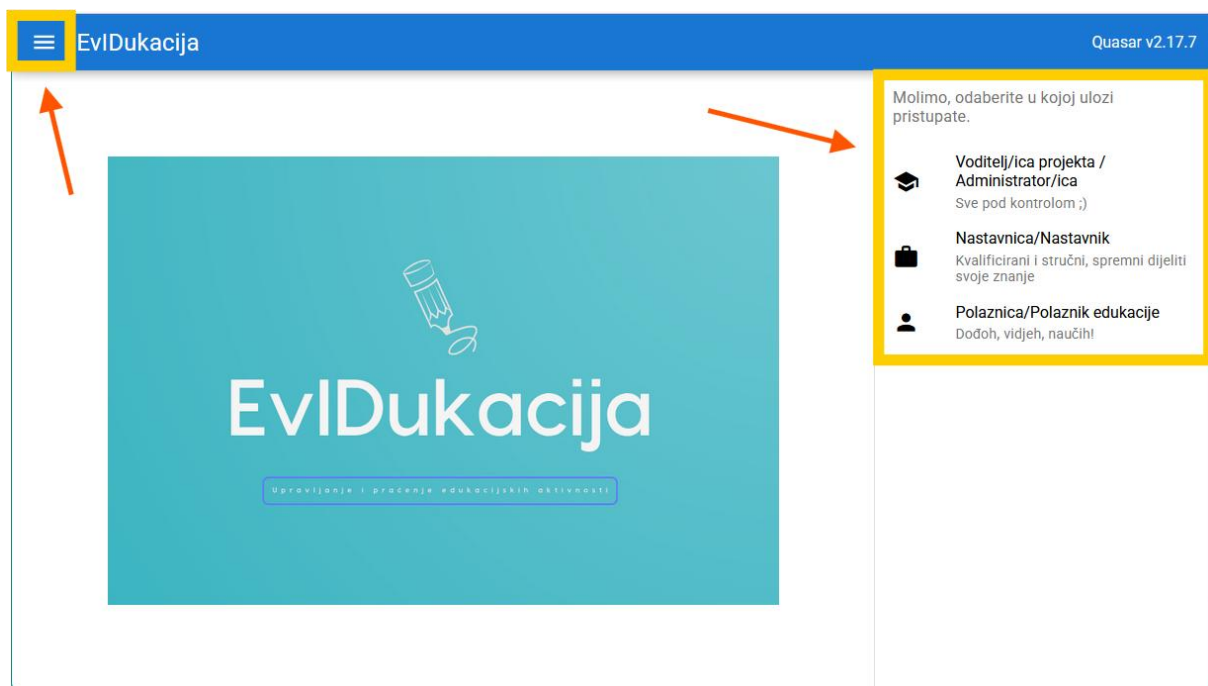 EvIDukacija
Quasar v2.17.7
Molimo, odaberite u kojoj ulozi
pristupate.
Voditelj/ica projekta /
Administrator/ica
Sve pod kontrolom ;)
Nastavnica/Nastavnik
Kvalificirani i stručni, spremni dijeliti
svoje znanje
Polaznica/Polaznik edukacije
Dođoh, vidjeh, naučih!
EvIDukacija
Upravljanje i praćenje edukacijskih aktivnosti